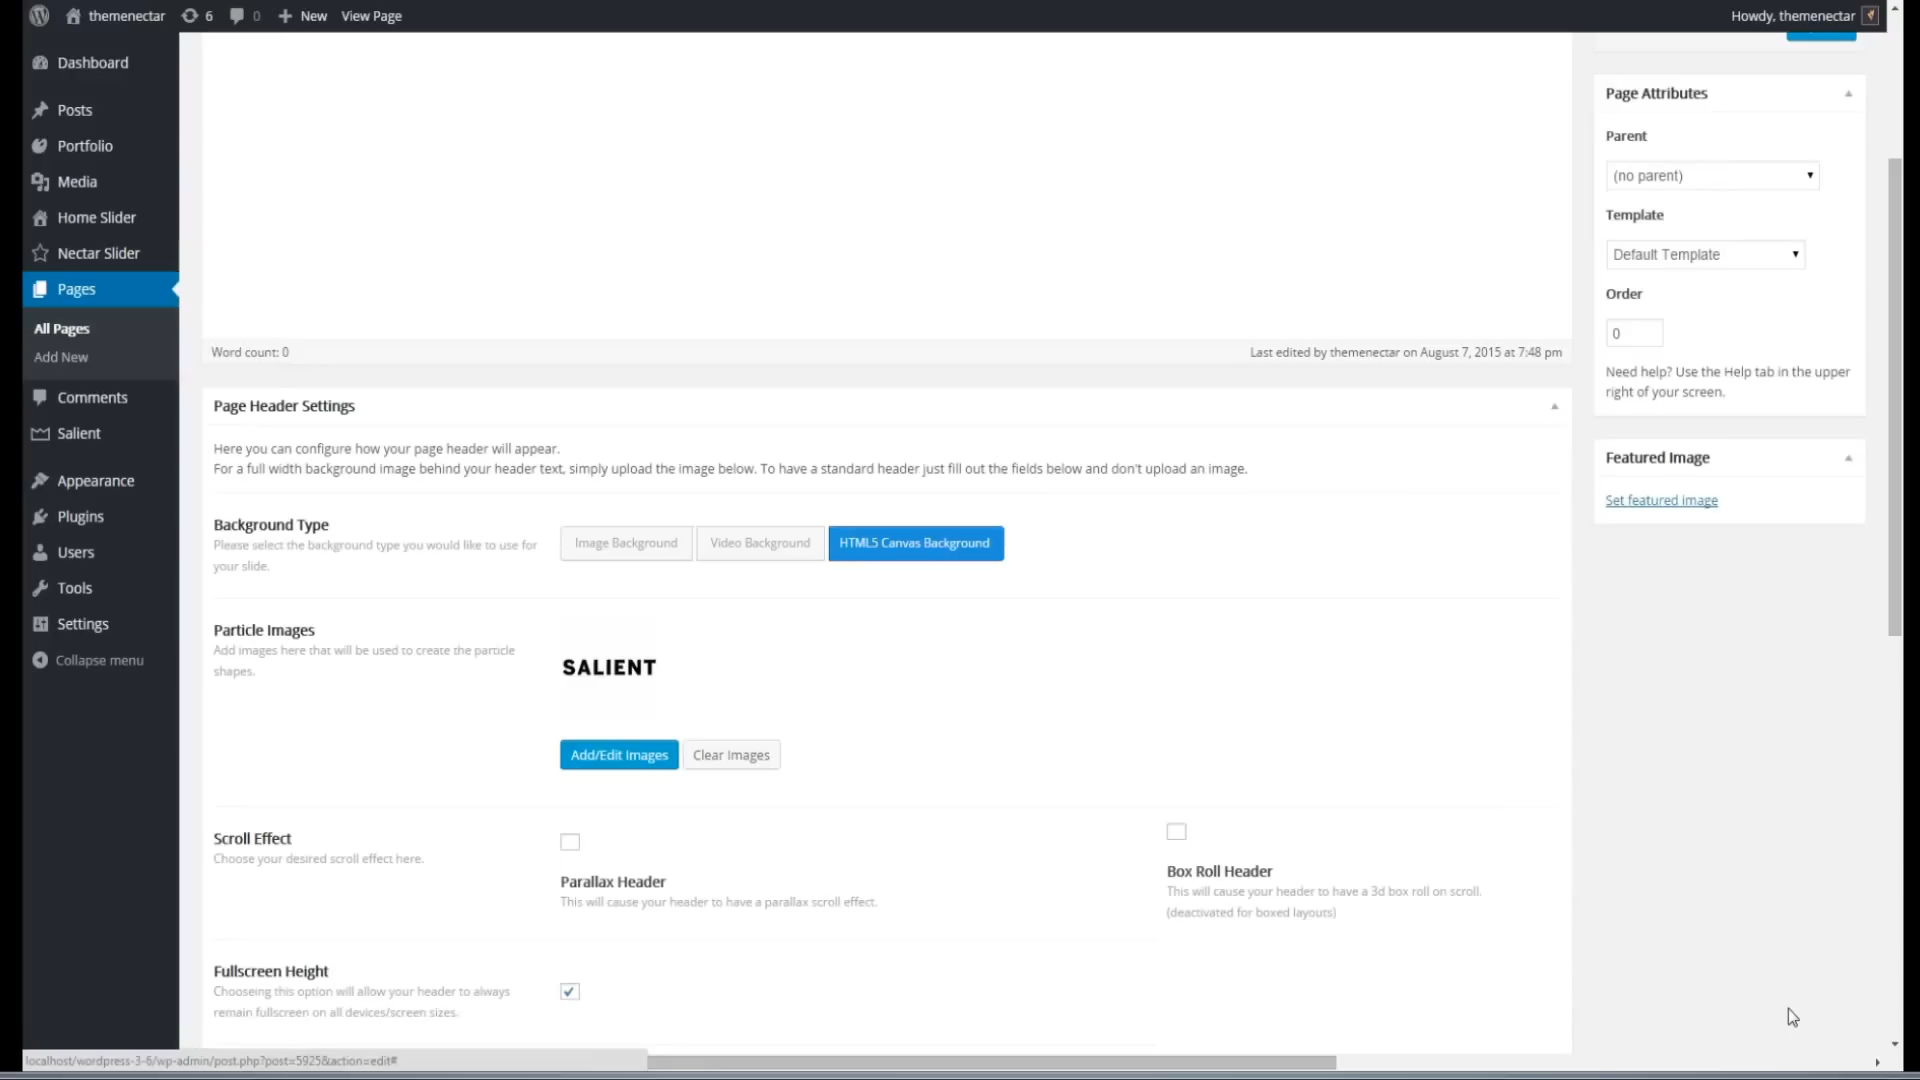 themenectar
6
0
New
View Page
Howdy, themenectar
Dashboard
Posts
Portfolio
Media
Home Slider
Nectar Slider
Pages
All Pages
Add New
Comments
Salient
Appearance
Plugins
Users
Tools
Settings
Collapse menu
Word count: 0
Last edited by themenectar on August 7, 2015 at 7:48 pm
Page Header Settings
Here you can configure how your page header will appear.
For a full width background image behind your header text, simply upload the image below. To have a standard header just fill out the fields below and don't upload an image.
Background Type
Please select the background type you would like to use for
your slide.
Image Background
Video Background
HTML5 Canvas Background
Particle Images
Add images here that will be used to create the particle
shapes.
SALIENT
Add/Edit Images
Clear Images
Scroll Effect
Choose your desired scroll effect here.
Parallax Header
This will cause your header to have a parallax scroll effect.
Box Roll Header
This will cause your header to have a 3d box roll on scroll.
(deactivated for boxed layouts)
Fullscreen Height
Chooseing this option will allow your header to always
remain fullscreen on all devices/screen sizes.
Page Attributes
Parent
(no parent)
Template
Default Template
Order
0
Need help? Use the Help tab in the upper
right of your screen.
Featured Image
Set featured image
localhost/wordpress-3-6/wp-admin/post.php?post=5925&action=edit#